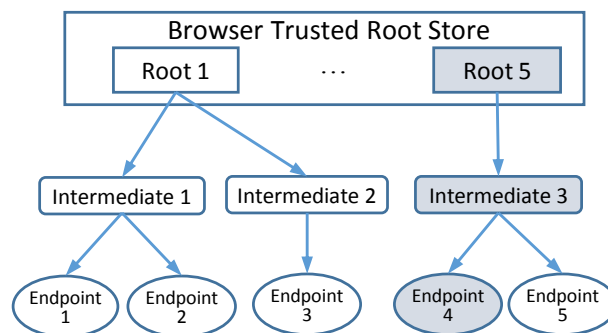 Browser Trusted Root Store
Root 1 ... Root 5
Intermediate 1 Intermediate 2 Intermediate 3
Endpoint Endpoint Endpoint Endpoint Endpoint
1 2 3 4 5